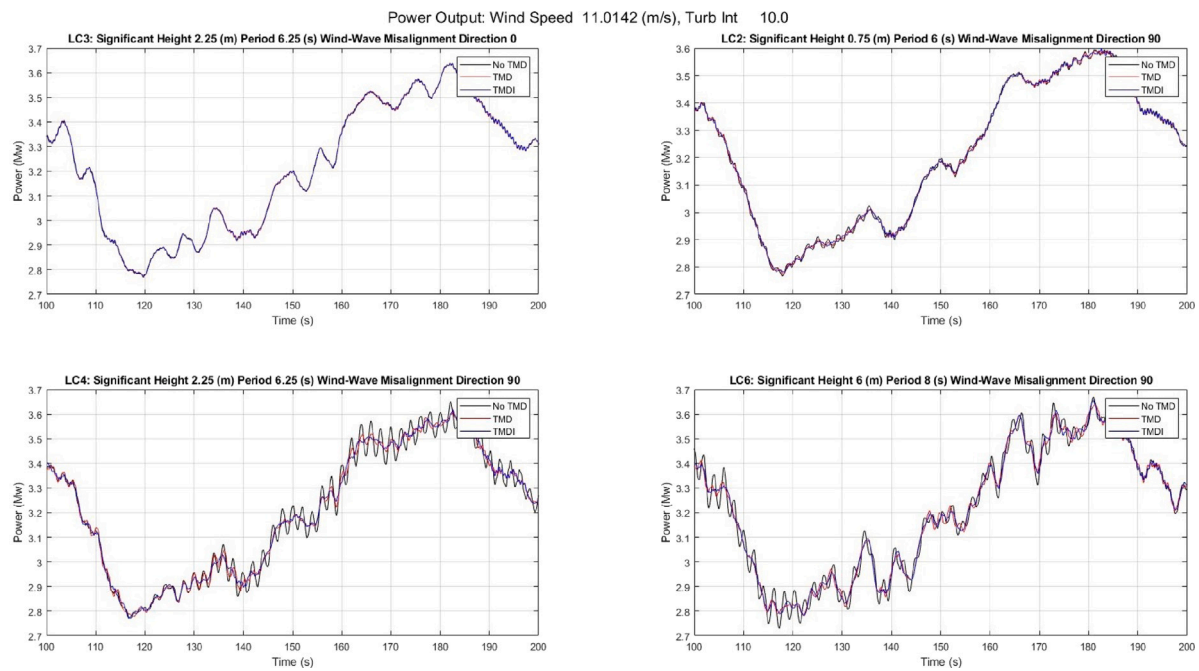 Power Output: Wind Speed 11.0142 (m/s), Turb Int 10.0
LC3: Significant Height 2.25 (m) Period 6.25 (s) Wind-Wave Misalignment Direction 0
3.7
3.6
3.5
3.4
3.3
3.2
3.1
3
2.9
2.8
2.7
Power (Mw)
No TMD
TMD
TMDI
100 110 120 130 140 150 160 170 180 190 200
Time (s)
LC2: Significant Height 0.75 (m) Period 6 (s) Wind-Wave Misalignment Direction 90
3.6
3.5
3.4
3.3
3.2
3.1
3
2.9
2.8
2.7
Power (Mw)
No TMD
TMD
TMDI
100 110 120 130 140 150 160 170 180 190 200
Time (s)
LC4: Significant Height 2.25 (m) Period 6.25 (s) Wind-Wave Misalignment Direction 90
3.7
3.6
3.5
3.4
3.3
3.2
3.1
3
2.9
2.8
2.7
Power (Mw)
No TMD
TMD
TMDI
100 110 120 130 140 150 160 170 180 190 200
Time (s)
LC6: Significant Height 6 (m) Period 8 (s) Wind-Wave Misalignment Direction 90
3.7
3.6
3.5
3.4
3.3
3.2
3.1
3
2.9
2.8
2.7
Power (Mw)
No TMD
TMD
TMDI
100 110 120 130 140 150 160 170 180 190 200
Time (s)